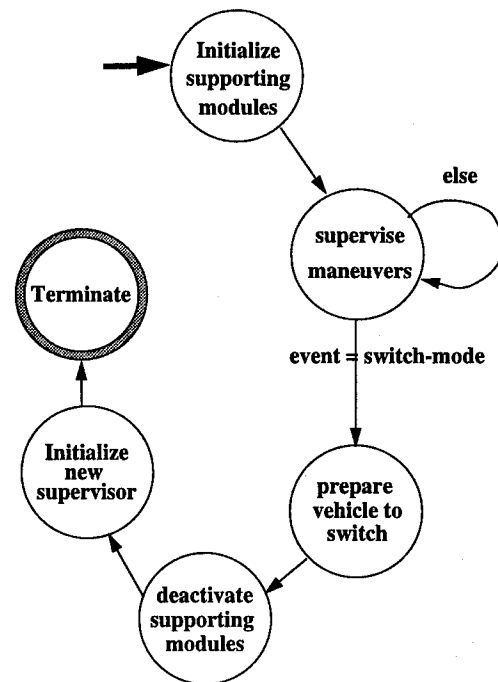 Initialize
supporting
modules
else
supervise
maneuvers
Terminate
event = switch-mode
Initialize
new
supervisor
prepare
vehicle to
switch
deactivate
supporting
modules